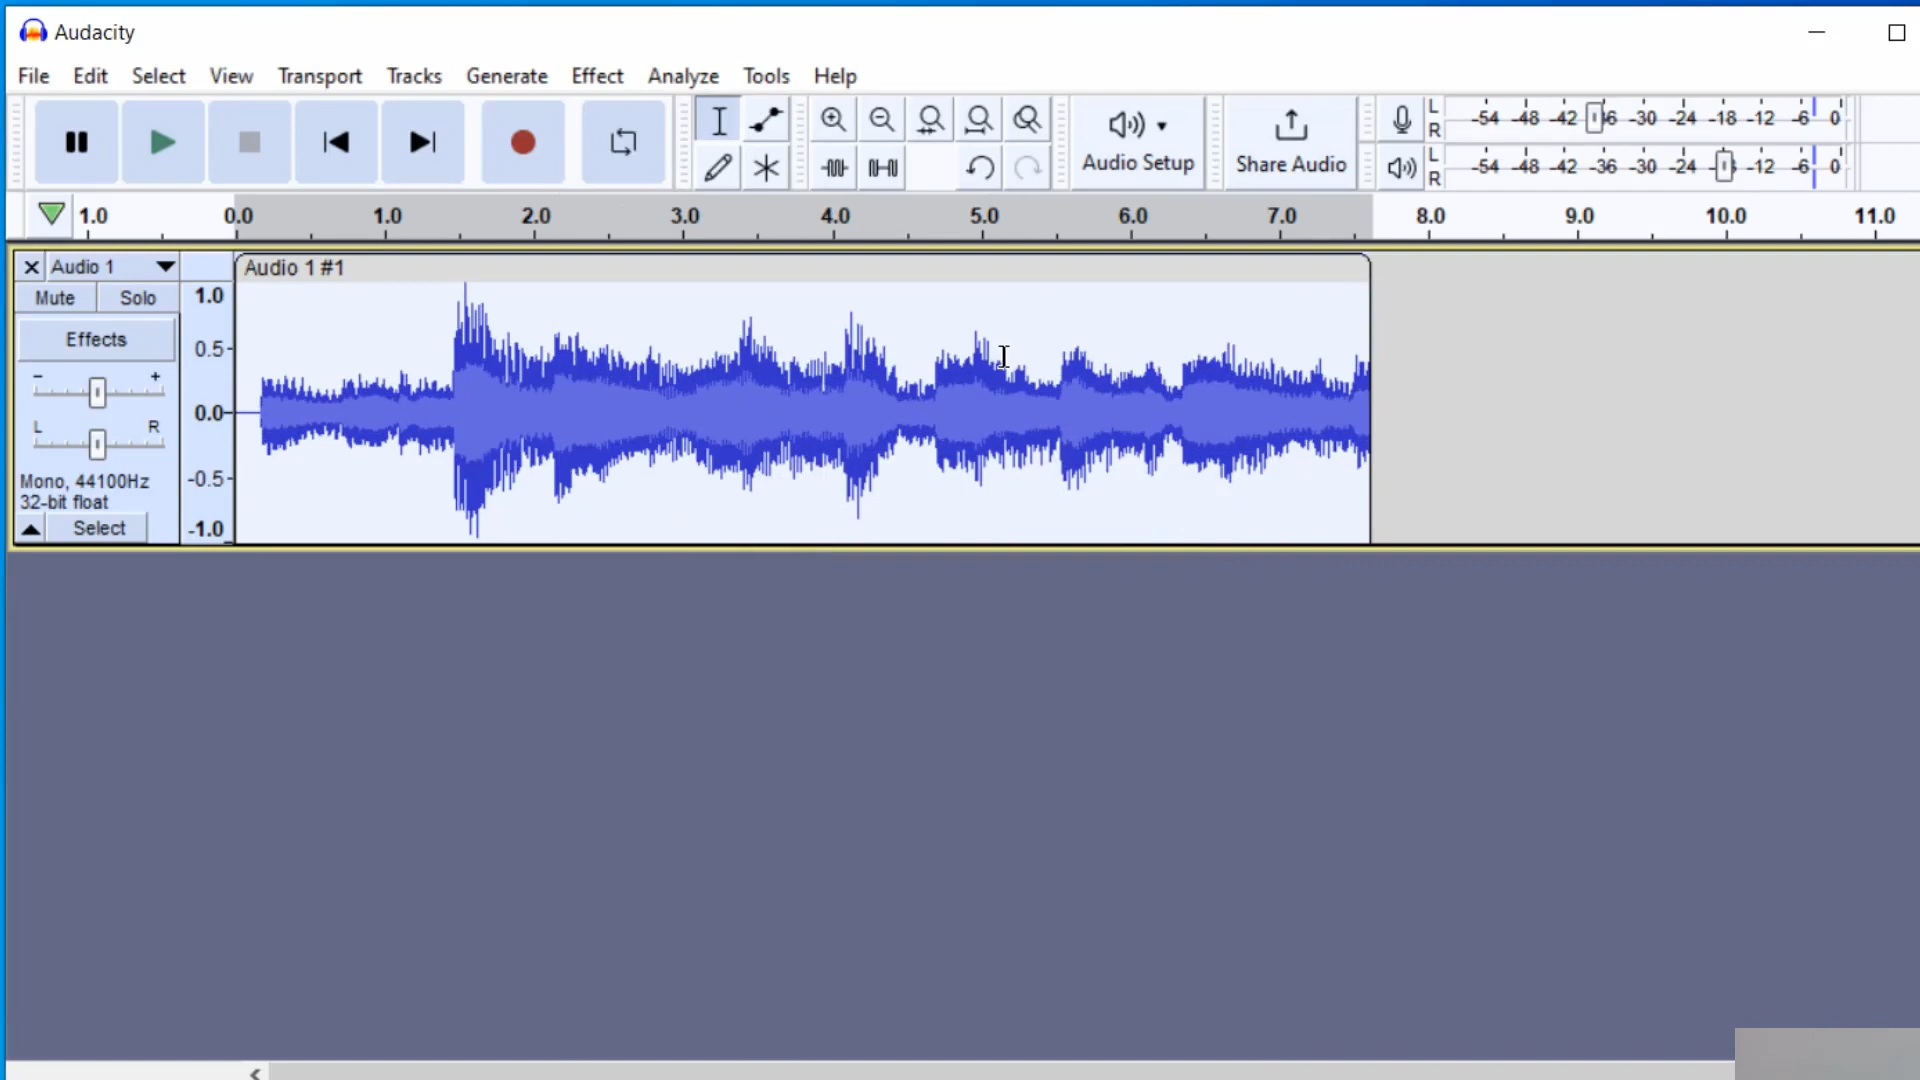 Audacity
File Edit Select View Transport Tracks Generate Effect Analyze Tools Help
Audio Setup
Share Audio
L
R
-54 -48 -42 -36 -30 -24 -18 -12 -6 0
L
R
-54 -48 -42 -36 -30 -24 -12 -6 0
1.0 0.0 1.0 2.0 3.0 4.0 5.0 6.0 7.0 8.0 9.0 10.0 11.0
Audio 1
Audio 1 #1
Mute Solo
Effects
- +
L R
Mono, 44100Hz
32-bit float
Select
1.0
0.5
0.0
-0.5
-1.0